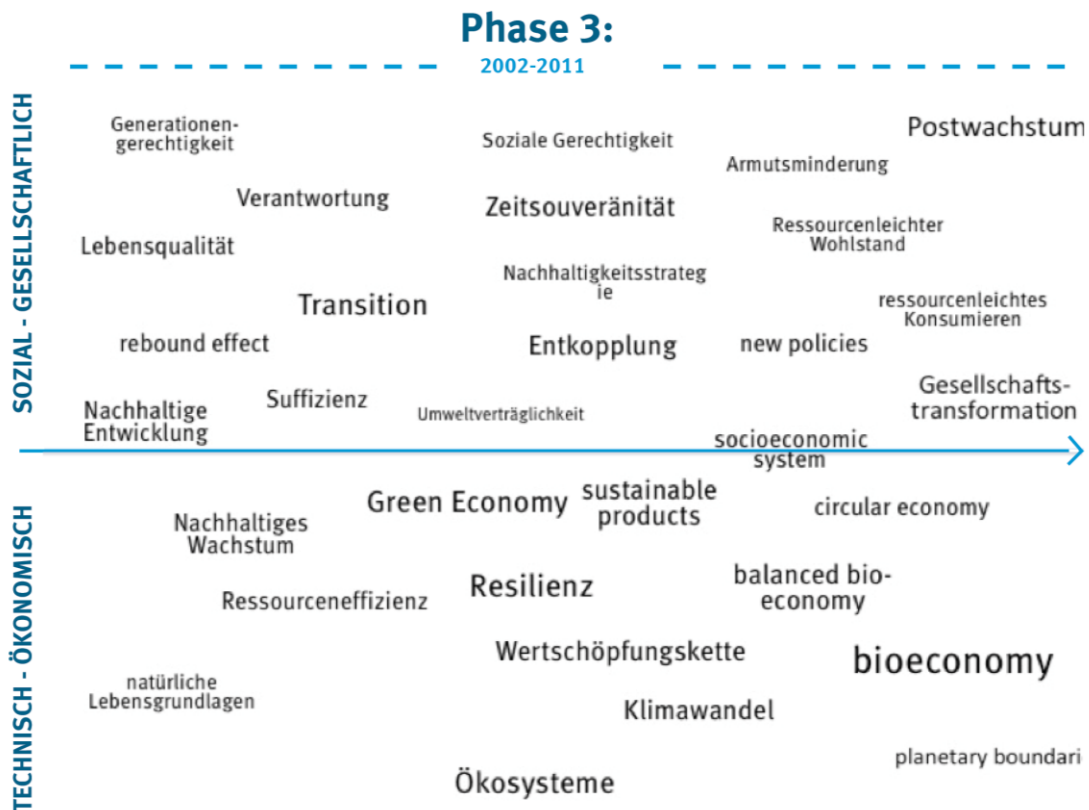 Phase 3:
2002-2011
SOZIAL - GESELLSCHAFTLICH
Generationen-
gerechtigkeit
Soziale Gerechtigkeit
Postwachstum
Armutsminderung
Verantwortung
Zeitsouveränität
Ressourcenleichter
Wohlstand
Lebensqualität
Nachhaltigkeitsstrateg
ie
Transition
ressourcenleichtes
Konsumieren
rebound effect
Entkopplung
new policies
Suffizienz
Gesellschafts-
transformation
Nachhaltige
Entwicklung
Umweltverträglichkeit
socioeconomic
system
TECHNISCH - ÖKONOMISCH
Green Economy
sustainable
products
circular economy
Nachhaltiges
Wachstum
Resilienz
balanced bio-
economy
Ressourceneffizienz
Wertschöpfungskette
bioeconomy
natürliche
Lebensgrundlagen
Klimawandel
planetary boundari
Ökosysteme